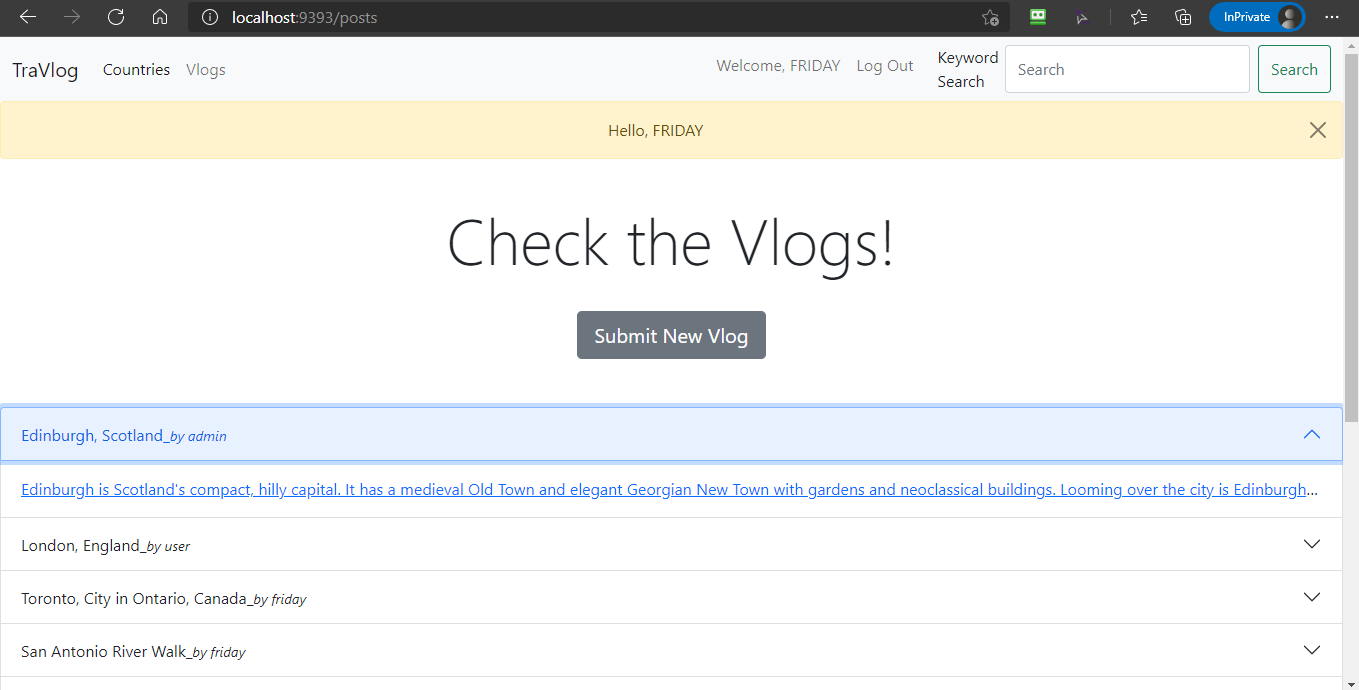 localhost:9393/posts
InPrivate
TraVlog Countries Vlogs Welcome, FRIDAY Log Out Keyword Search Search Search
Hello, FRIDAY
Check the Vlogs!
Submit New Vlog
Edinburgh, Scotland_by admin
Edinburgh is Scotland's compact, hilly capital. It has a medieval Old Town and elegant Georgian New Town with gardens and neoclassical buildings. Looming over the city is Edinburgh...
London, England_by user
Toronto, City in Ontario, Canada_by friday
San Antonio River Walk_by friday